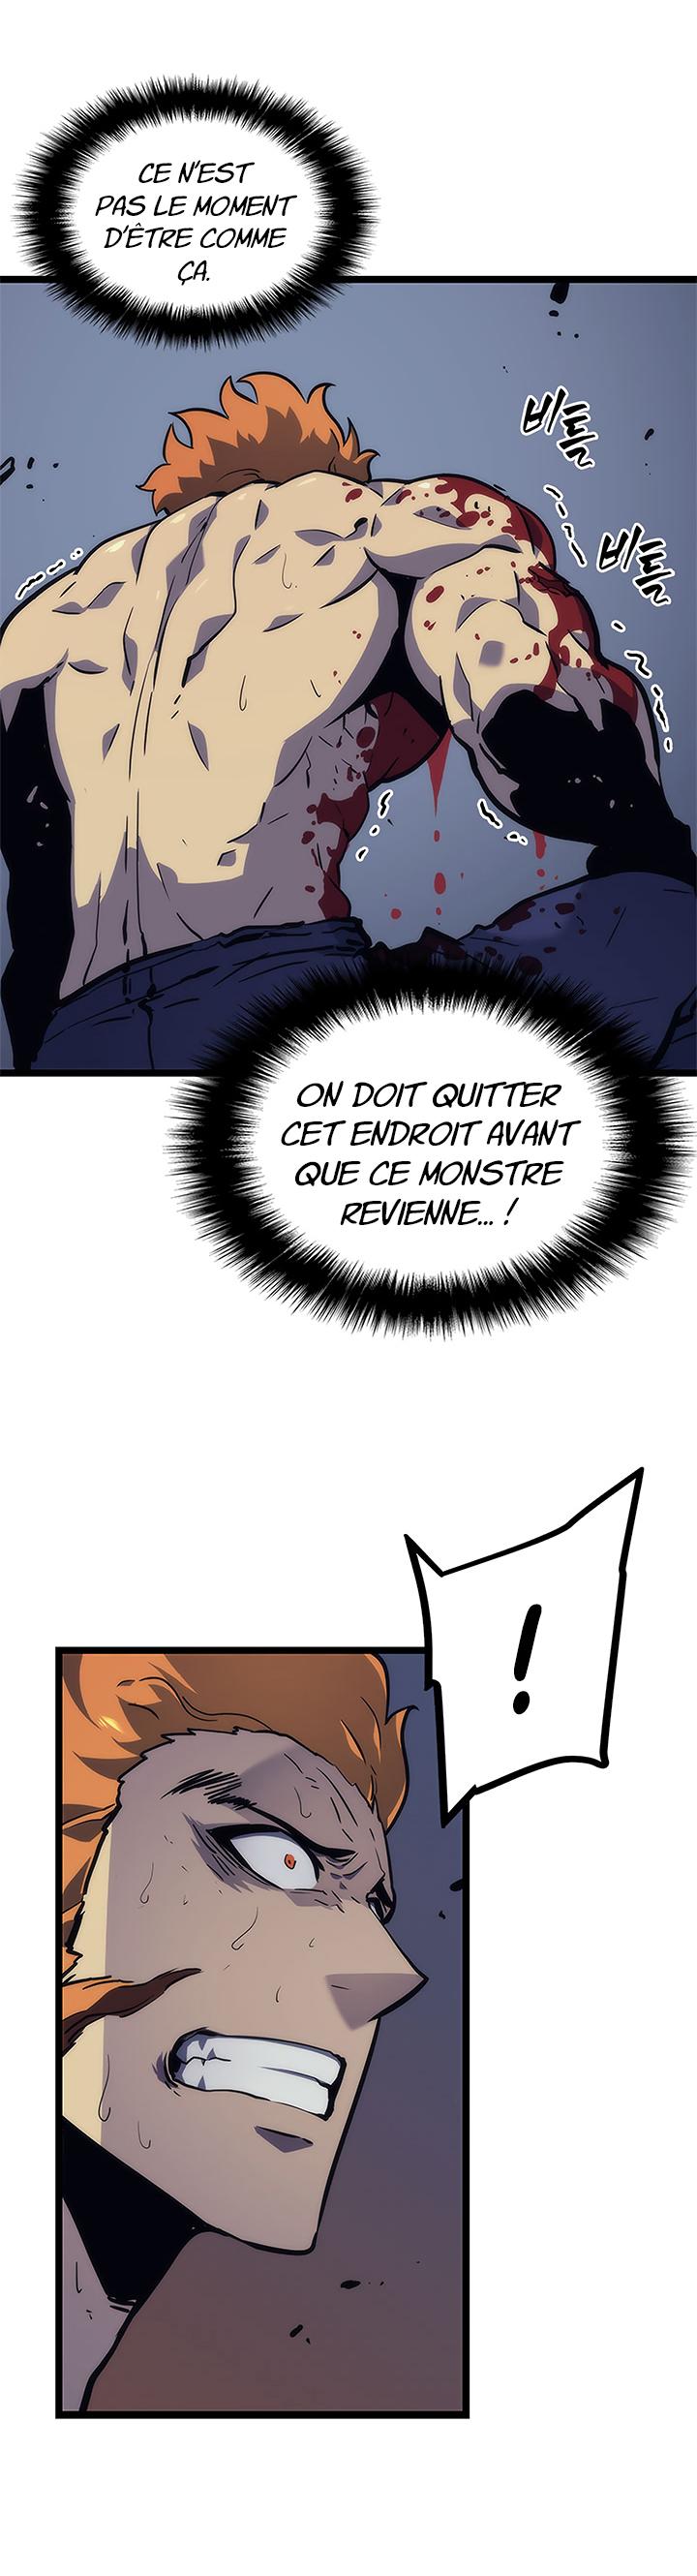 CE N'EST
PAS LE MOMENT
D'ÊTRE COMME
ÇA.
비틀
비틀
ON DOIT QUITTER
CET ENDROIT AVANT
QUE CE MONSTRE
REVIENNE... !
!